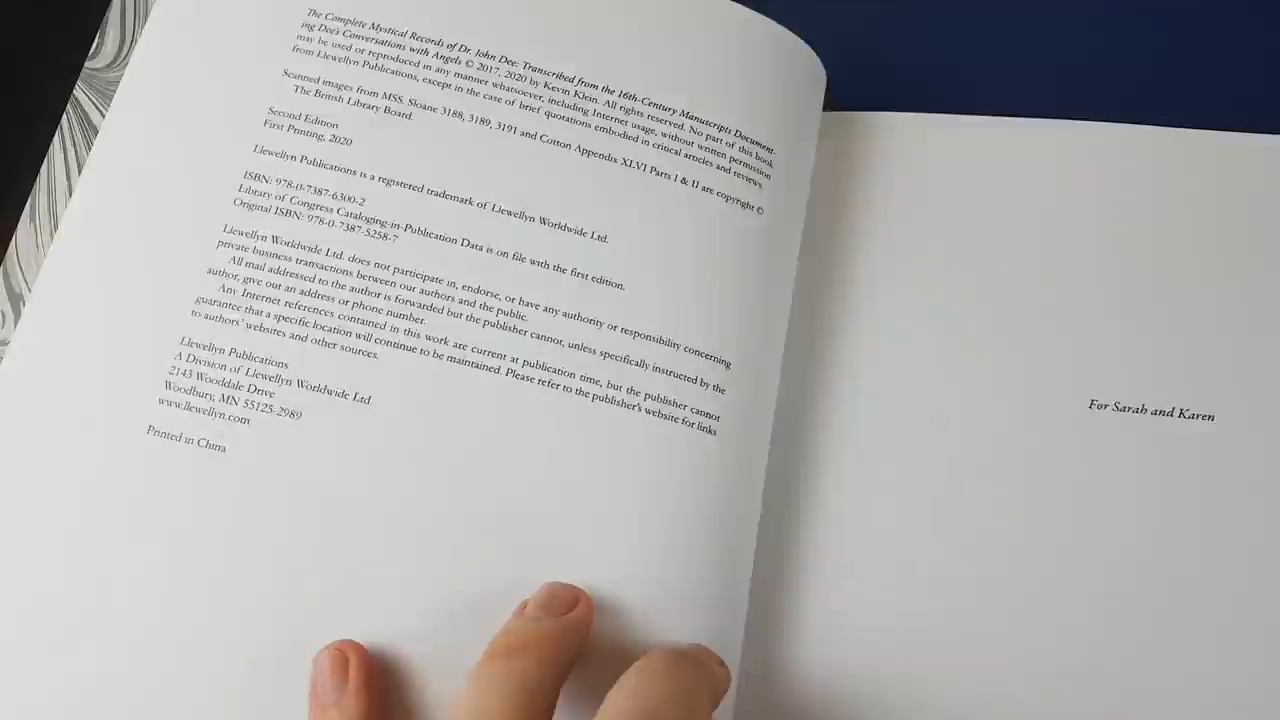 The Complete Mystical Records of Dr. John Dee: Transcribed from the 16th-Century Manuscripts Document-
ing Dee's Conversations with Angels © 2017, 2020 by Kevin Klein. All rights reserved. No part of this book
may be used or reproduced in any manner whatsoever, including Internet usage, without written permission
from Llewellyn Publications, except in the case of brief quotations embodied in critical articles and reviews.
Scanned images from MSS. Sloane 3188, 3189, 3191 and Cotton Appendix XLVI Parts I & II are copyright ©
The British Library Board.
Second Edition
First Printing, 2020
Llewellyn Publications is a registered trademark of Llewellyn Worldwide Ltd.
ISBN: 978-0-7387-6300-2
Library of Congress Cataloging-in-Publication Data is on file with the first edition.
Original ISBN: 978-0-7387-5258-7
Llewellyn Worldwide Ltd. does not participate in, endorse, or have any authority or responsibility concerning
private business transactions between our authors and the public.
All mail addressed to the author is forwarded but the publisher cannot, unless specifically instructed by the
author, give out an address or phone number.
Any Internet references contained in this work are current at publication time, but the publisher cannot
guarantee that a specific location will continue to be maintained. Please refer to the publisher's website for links
to authors' websites and other sources.
Llewellyn Publications
A Division of Llewellyn Worldwide Ltd.
2143 Wooddale Drive
Woodbury, MN 55125-2989
www.llewellyn.com
Printed in China
For Sarah and Karen